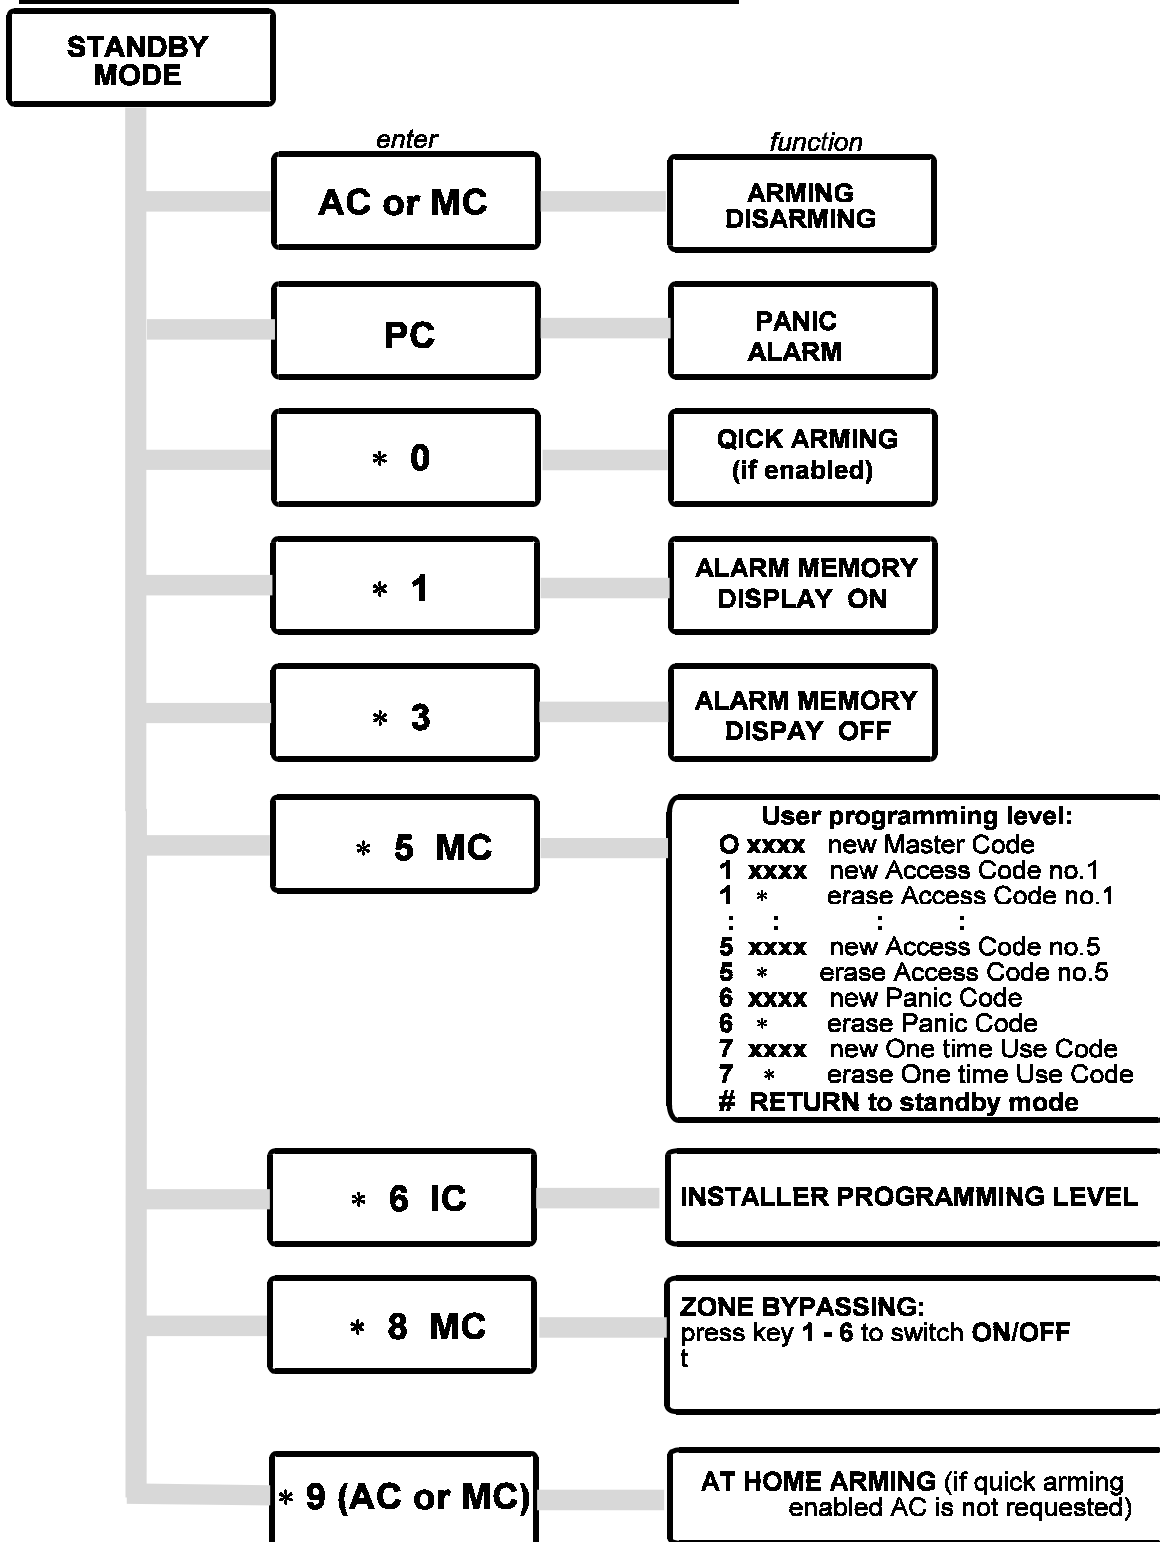 STANDBY
MODE
enter
function
AC or MC
ARMING
DISARMING
PC
PANIC
ALARM
* 0
QICK ARMING
(if enabled)
* 1
ALARM MEMORY
DISPLAY ON
* 3
ALARM MEMORY
DISPAY OFF
* 5 MC
User programming level:
O xxxx new Master Code
1 xxxx new Access Code no.1
1 * erase Access Code no.1
: : : :
5 xxxx new Access Code no.5
5 * erase Access Code no.5
6 xxxx new Panic Code
6 * erase Panic Code
7 xxxx new One time Use Code
7 * erase One time Use Code
# RETURN to standby mode
* 6 IC
INSTALLER PROGRAMMING LEVEL
* 8 MC
ZONE BYPASSING:
press key 1 - 6 to switch ON/OFF
t
* 9 (AC or MC)
AT HOME ARMING (if quick arming
enabled AC is not requested)